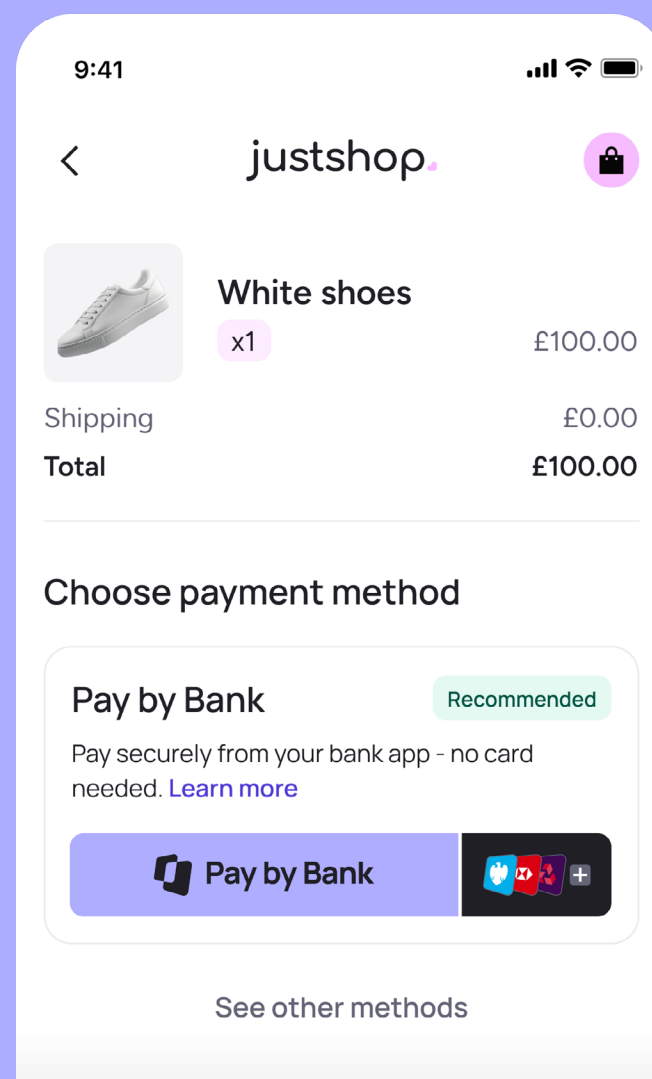 9:41
justshop.
White shoes
x1 £100.00
Shipping £0.00
Total £100.00
Choose payment method
Pay by Bank Recommended
Pay securely from your bank app - no card
needed. Learn more
Pay by Bank
See other methods